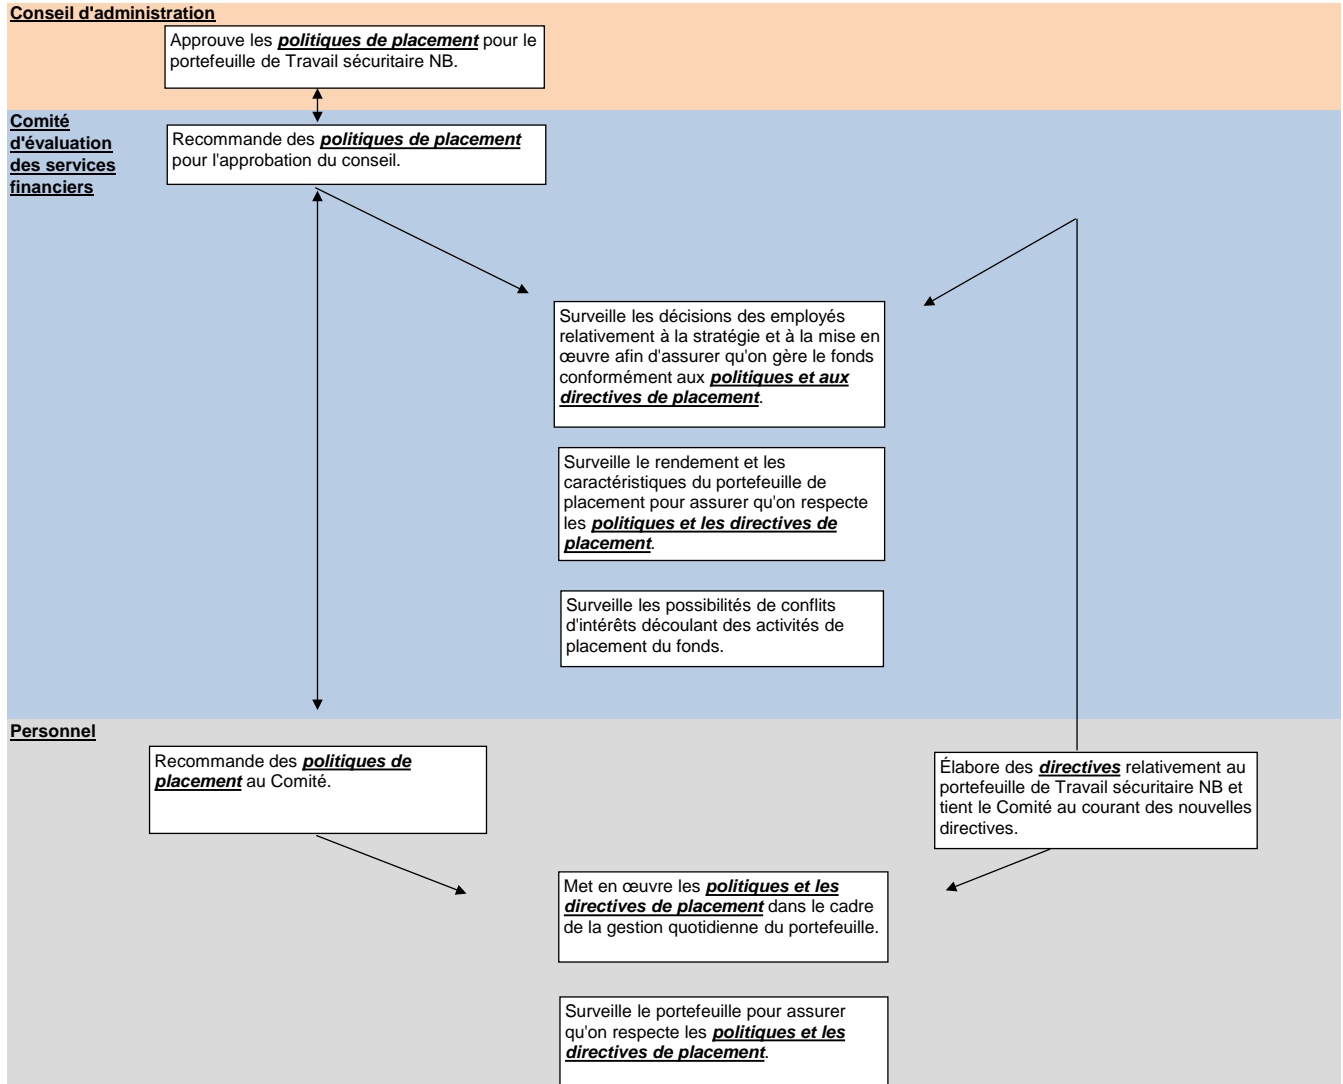 Conseil d'administration
Approuve les politiques de placement pour le
portefeuille de Travail sécuritaire NB.
Comité
d'évaluation
des services
financiers
Recommande des politiques de placement
pour l'approbation du conseil.
Surveille les décisions des employés
relativement à la stratégie et à la mise en
œuvre afin d'assurer qu'on gère le fonds
conformément aux politiques et aux
directives de placement.
Surveille le rendement et les
caractéristiques du portefeuille de
placement pour assurer qu'on respecte
les politiques et les directives de
placement.
Surveille les possibilités de conflits
d'intérêts découlant des activités de
placement du fonds.
Personnel
Recommande des politiques de
placement au Comité.
Élabore des directives relativement au
portefeuille de Travail sécuritaire NB et
tient le Comité au courant des nouvelles
directives.
Met en œuvre les politiques et les
directives de placement dans le cadre
de la gestion quotidienne du portefeuille.
Surveille le portefeuille pour assurer
qu'on respecte les politiques et les
directives de placement.